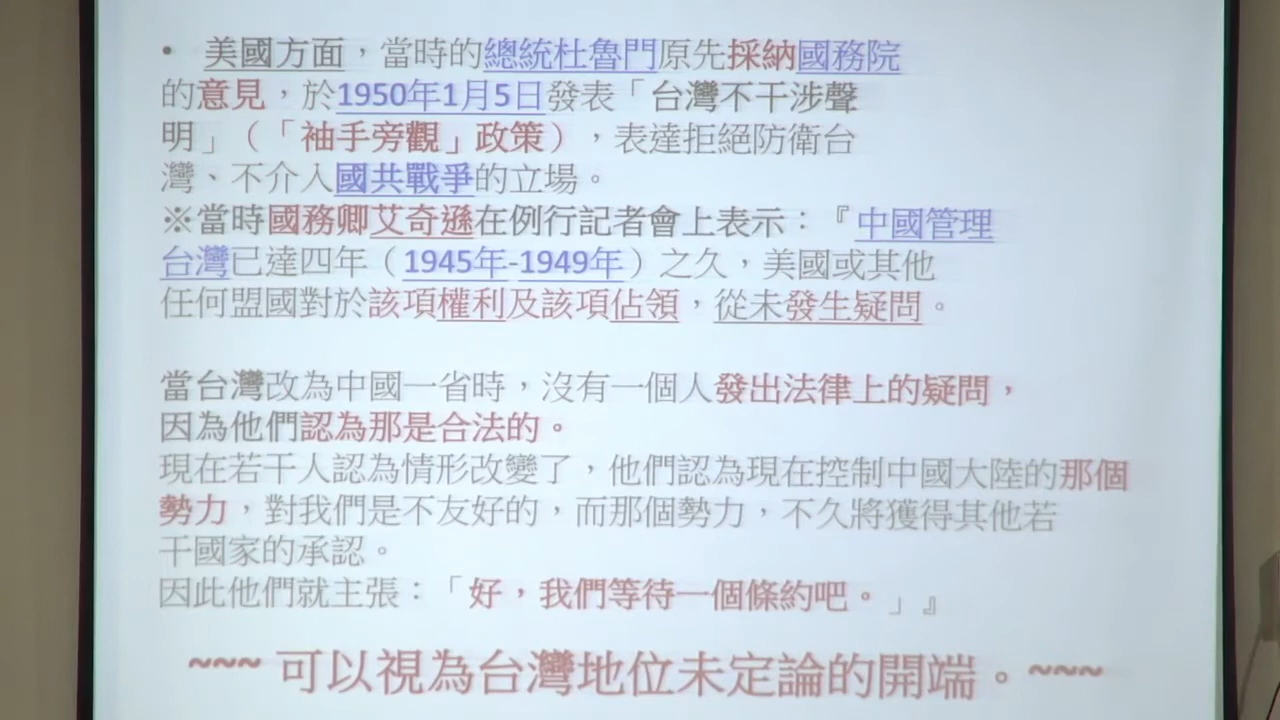 • 美國方面，當時的總統杜魯門原先採納國務院
的意見，於1950年1月5日發表「台灣不干涉聲
明」（「袖手旁觀」政策），表達拒絕防衛台
灣、不介入國共戰爭的立場。
※當時國務卿艾奇遜在例行記者會上表示：『中國管理
台灣已達四年（1945年-1949年）之久，美國或其他
任何盟國對於該項權利及該項佔領，從未發生疑問。
當台灣改為中國一省時，沒有一個人發出法律上的疑問，
因為他們認為那是合法的。
現在若干人認為情形改變了，他們認為現在控制中國大陸的那個
勢力，對我們是不友好的，而那個勢力，不久將獲得其他若
干國家的承認。
因此他們就主張：「好，我們等待一個條約吧。」』
~~~ 可以視為台灣地位未定論的開端。~~~